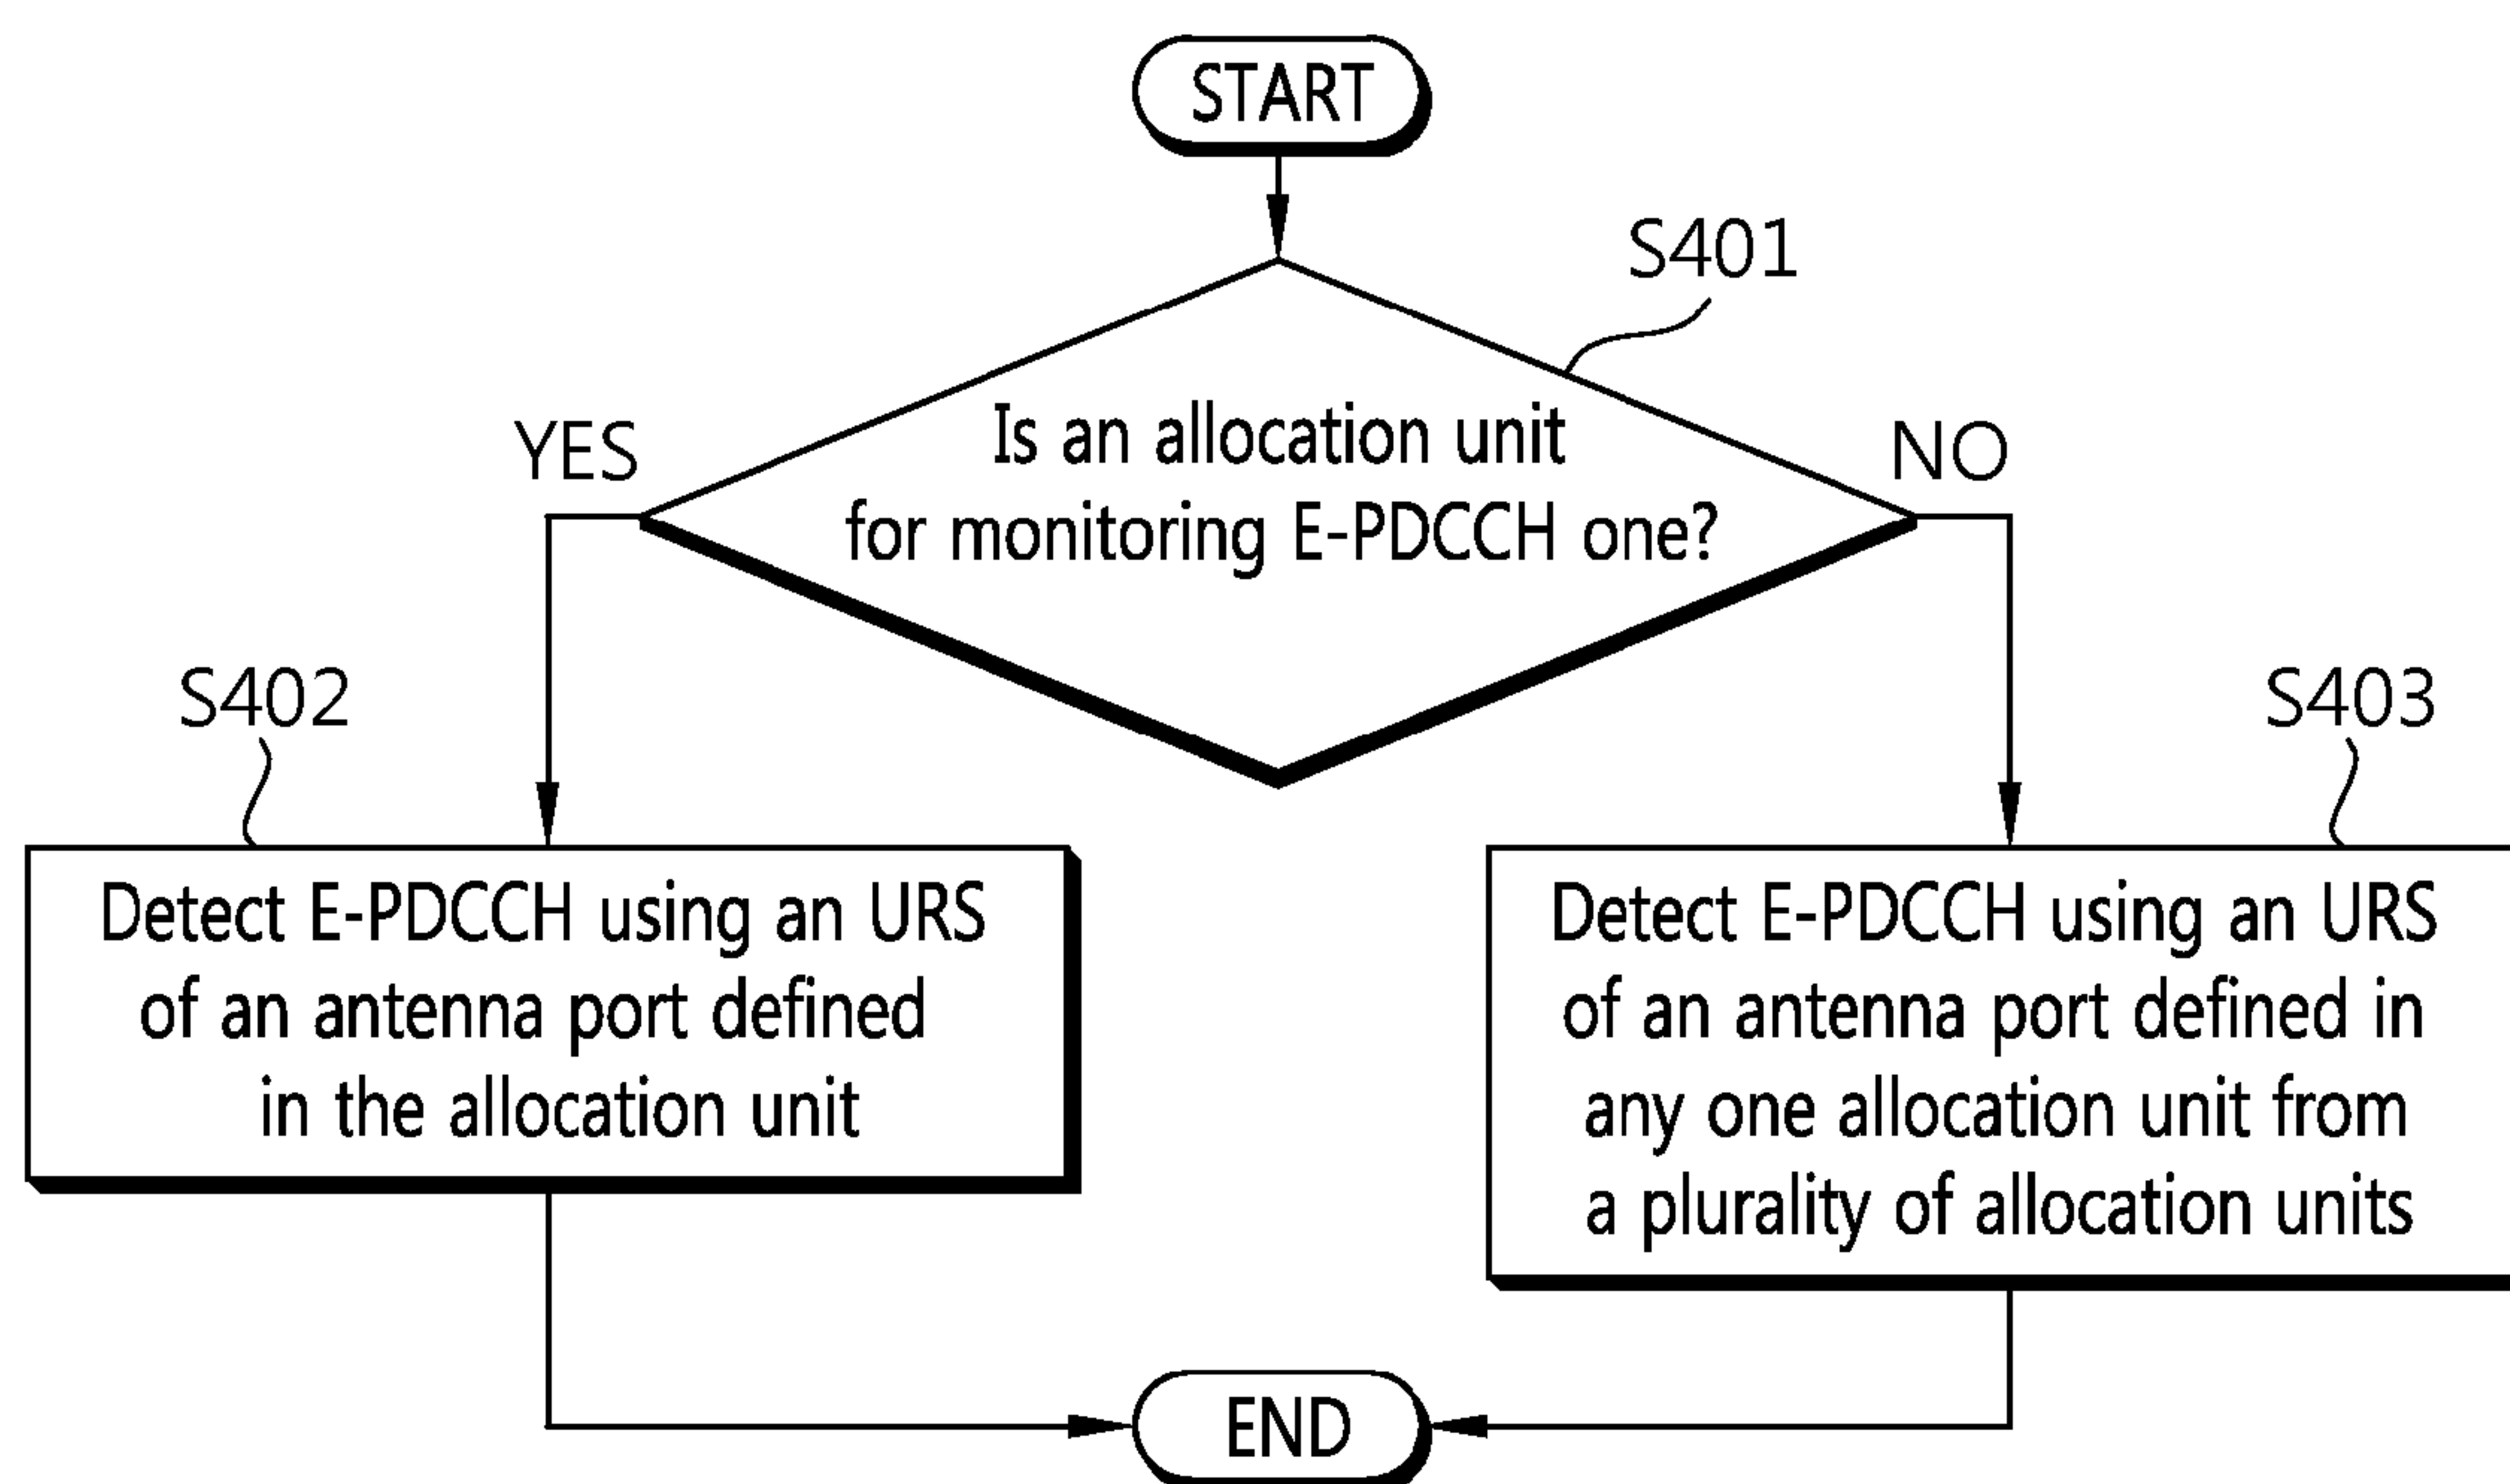 START
S401
Is an allocation unit
for monitoring E-PDCCH one?
YES
NO
S402
Detect E-PDCCH using an URS
of an antenna port defined
in the allocation unit
S403
Detect E-PDCCH using an URS
of an antenna port defined in
any one allocation unit from
a plurality of allocation units
END